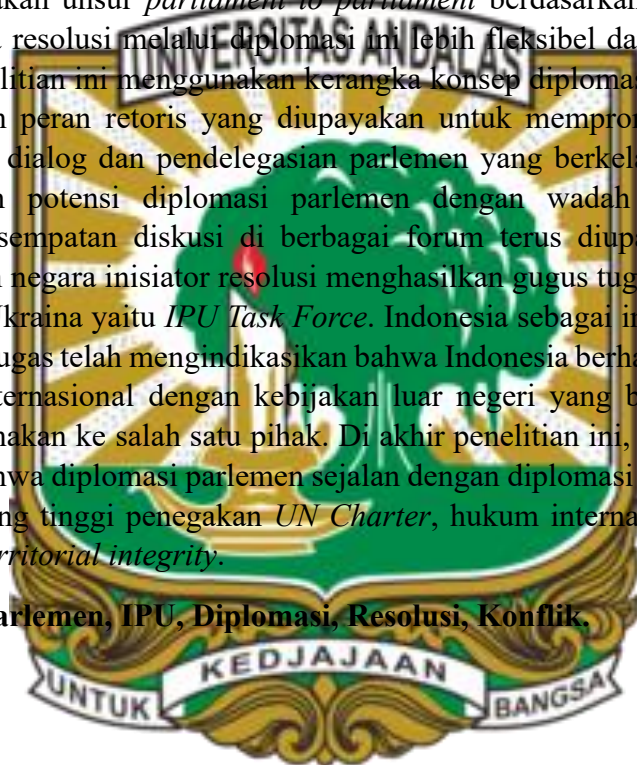 akan unsur parliament to parliament berdasarkan
resolusi melalui diplomasi ini lebih fleksibel da
UNIVERSITAS ANDALAS
litian ini menggunakan kerangka konsep diplomas
peran retoris yang diupayakan untuk mempron
dialog dan pendelegasian parlemen yang berkela
potensi diplomasi parlemen dengan wadah
sempatan diskusi di berbagai forum terus diupa
negara inisiator resolusi menghasilkan gugus tug
kraina yaitu IPU Task Force. Indonesia sebagai in
ugas telah mengindikasikan bahwa Indonesia berha
ternasional dengan kebijakan luar negeri yang b
nakan ke salah satu pihak. Di akhir penelitian ini,
hwa diplomasi parlemen sejalan dengan diplomasi
ng tinggi penegakan UN Charter, hukum interna
rritorial integrity.
arlemen, IPU, Diplomasi, Resolusi, Konflik.
UNTUK KEDJAJAAN BANGSA